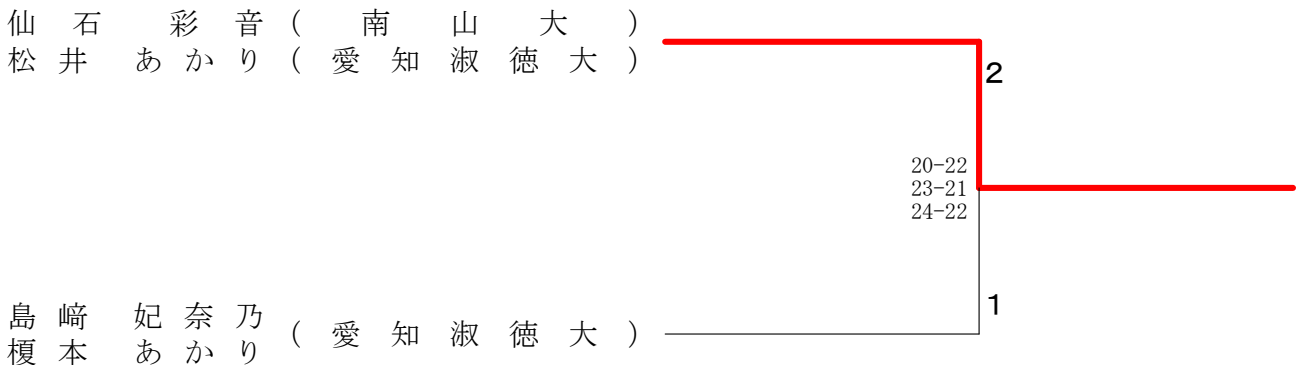 仙石 彩音(南山大)
松井 あかり(愛知淑徳大)
2
20-22
23-21
24-22
1
島﨑 妃奈乃
(愛知淑徳大)
榎本 あかり